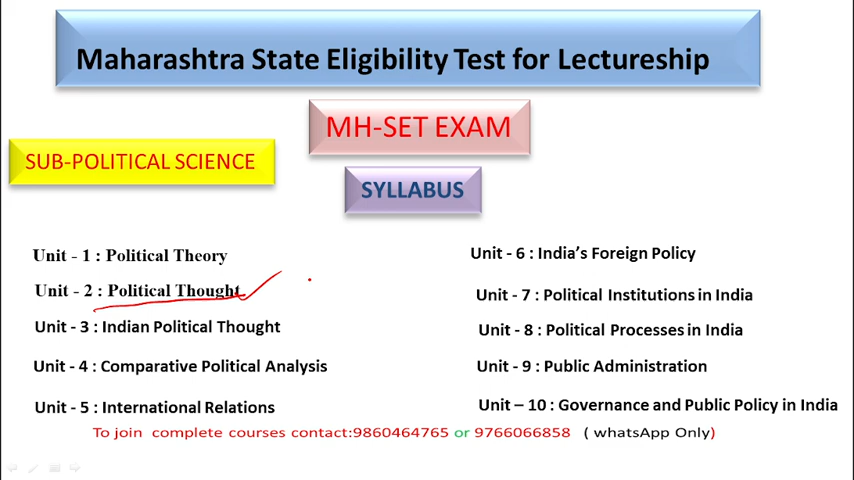 Maharashtra State Eligibility Test for Lectureship
MH-SET EXAM
SUB-POLITICAL SCIENCE
SYLLABUS
Unit - 1 : Political Theory
Unit - 2 : Political Thought
Unit - 3 : Indian Political Thought
Unit - 4 : Comparative Political Analysis
Unit - 5 : International Relations
Unit - 6 : India’s Foreign Policy
Unit - 7 : Political Institutions in India
Unit - 8 : Political Processes in India
Unit - 9 : Public Administration
Unit – 10 : Governance and Public Policy in India
To join complete courses contact:9860464765 or 9766066858 ( whatsApp Only)